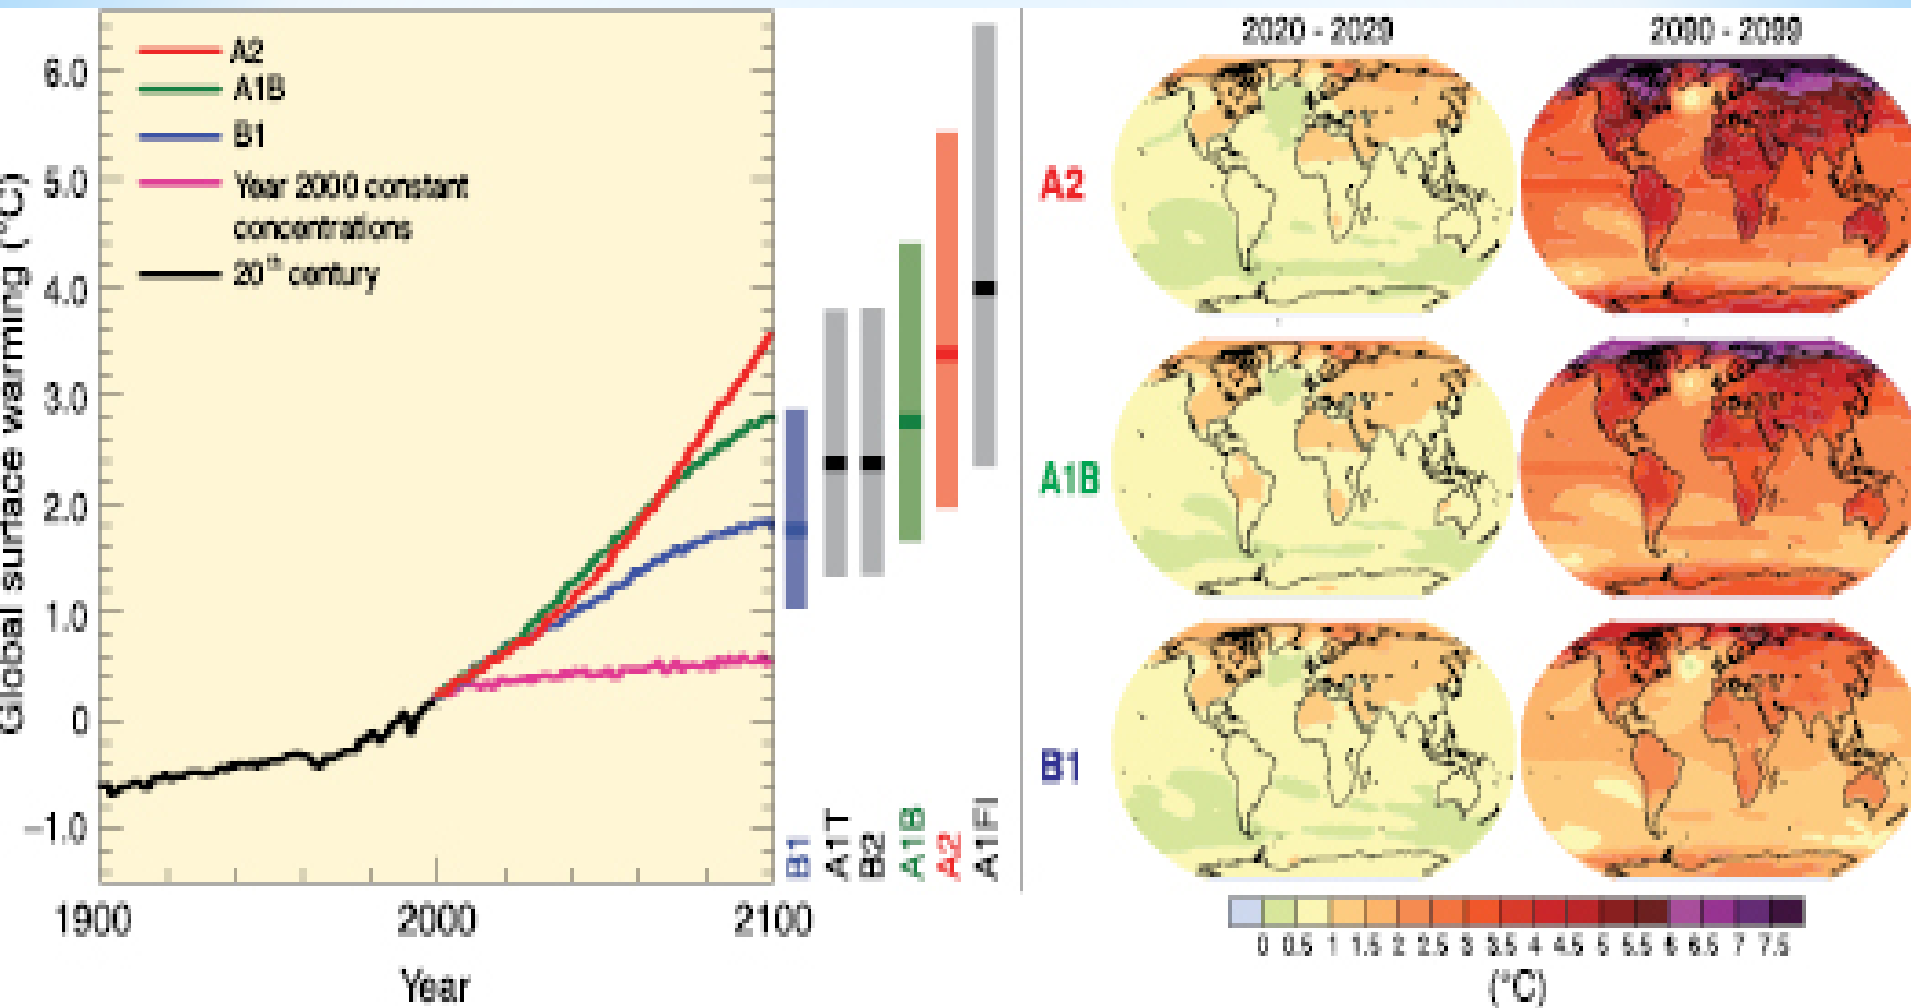 6.0
5.0
4.0
3.0
2.0
1.0
0
−1.0
Global surface warming (°C)
A2
A1B
B1
Year 2000 constant
concentrations
20th century
1900
2000
2100
Year
B1
A1T
B2
A1B
A2
A1FI
2020 - 2029
2090 - 2099
A2
A1B
B1
0 0.5 1 1.5 2 2.5 3 3.5 4 4.5 5 5.5 6 6.5 7 7.5
(°C)